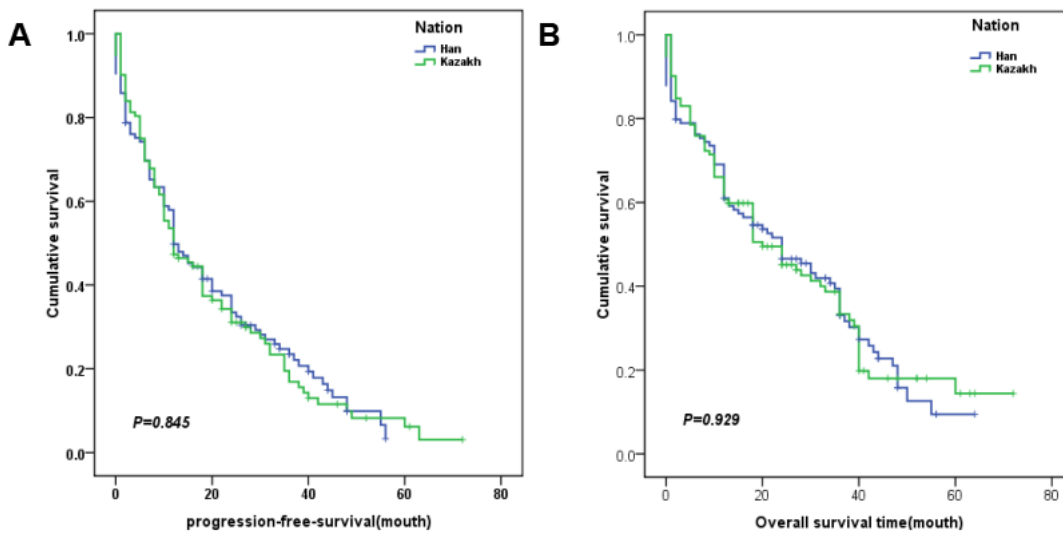 A
Nation
Han
Kazakh
Cumulative survival
1.0
0.8
0.6
0.4
0.2
0.0
P=0.845
0 20 40 60 80
progression-free-survival(mouth)
B
Nation
Han
Kazakh
Cumulative survival
1.0
0.8
0.6
0.4
0.2
0.0
P=0.929
0 20 40 60 80
Overall survival time(mouth)